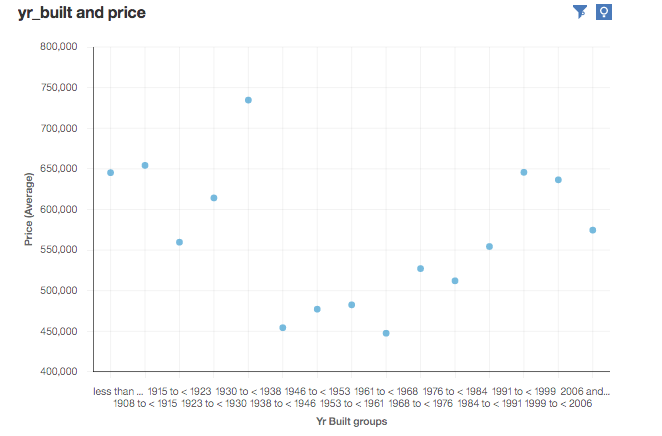 yr_built and price
800,000
750,000
700,000
650,000
600,000
550,000
500,000
450,000
400,000
Price (Average)
less than ... 1915 to < 1923 1930 to < 1938 1946 to < 1953 1961 to < 1968 1976 to < 1984 1991 to < 1999 2006 and...
1908 to < 1915 1923 to < 1930 1938 to < 1946 1953 to < 1961 1968 to < 1976 1984 to < 1991 1999 to < 2006
Yr Built groups